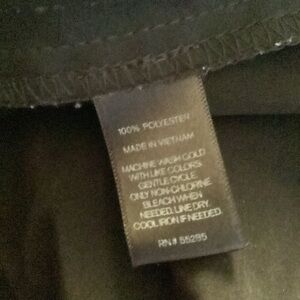 100% POLYESTER
MADE IN VIETNAM
MACHINE WASH COLD
WITH LIKE COLORS.
GENTLE CYCLE.
ONLY NON-CHLORINE
BLEACH WHEN
NEEDED. LINE DRY.
COOL IRON IF NEEDED.
RN# 55285